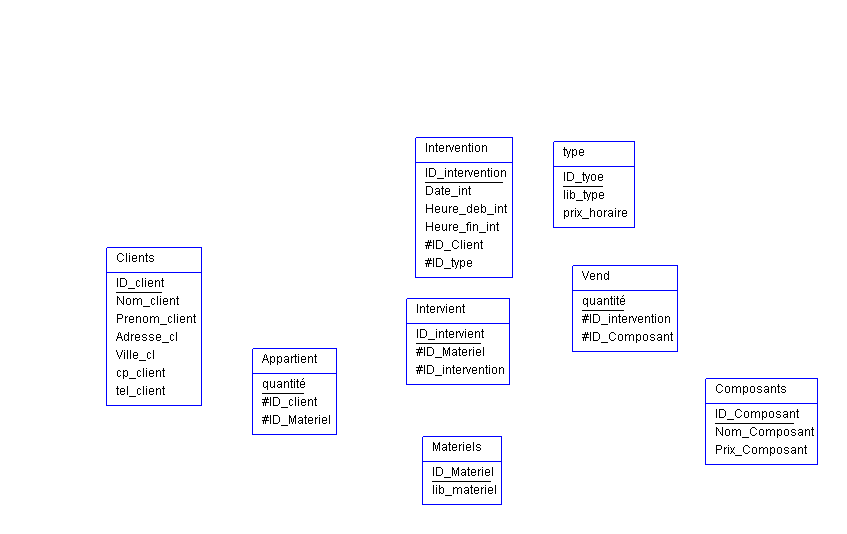 Intervention
ID_intervention
Date_int
Heure_deb_int
Heure_fin_int
#ID_Client
#ID_type
type
ID_tyoe
lib_type
prix_horaire
Clients
ID_client
Nom_client
Prenom_client
Adresse_cl
Ville_cl
cp_client
tel_client
Vend
quantité
#ID_intervention
#ID_Composant
Intervient
ID_intervient
#ID_Materiel
#ID_intervention
Appartient
quantité
#ID_client
#ID_Materiel
Composants
ID_Composant
Nom_Composant
Prix_Composant
Materiels
ID_Materiel
lib_materiel